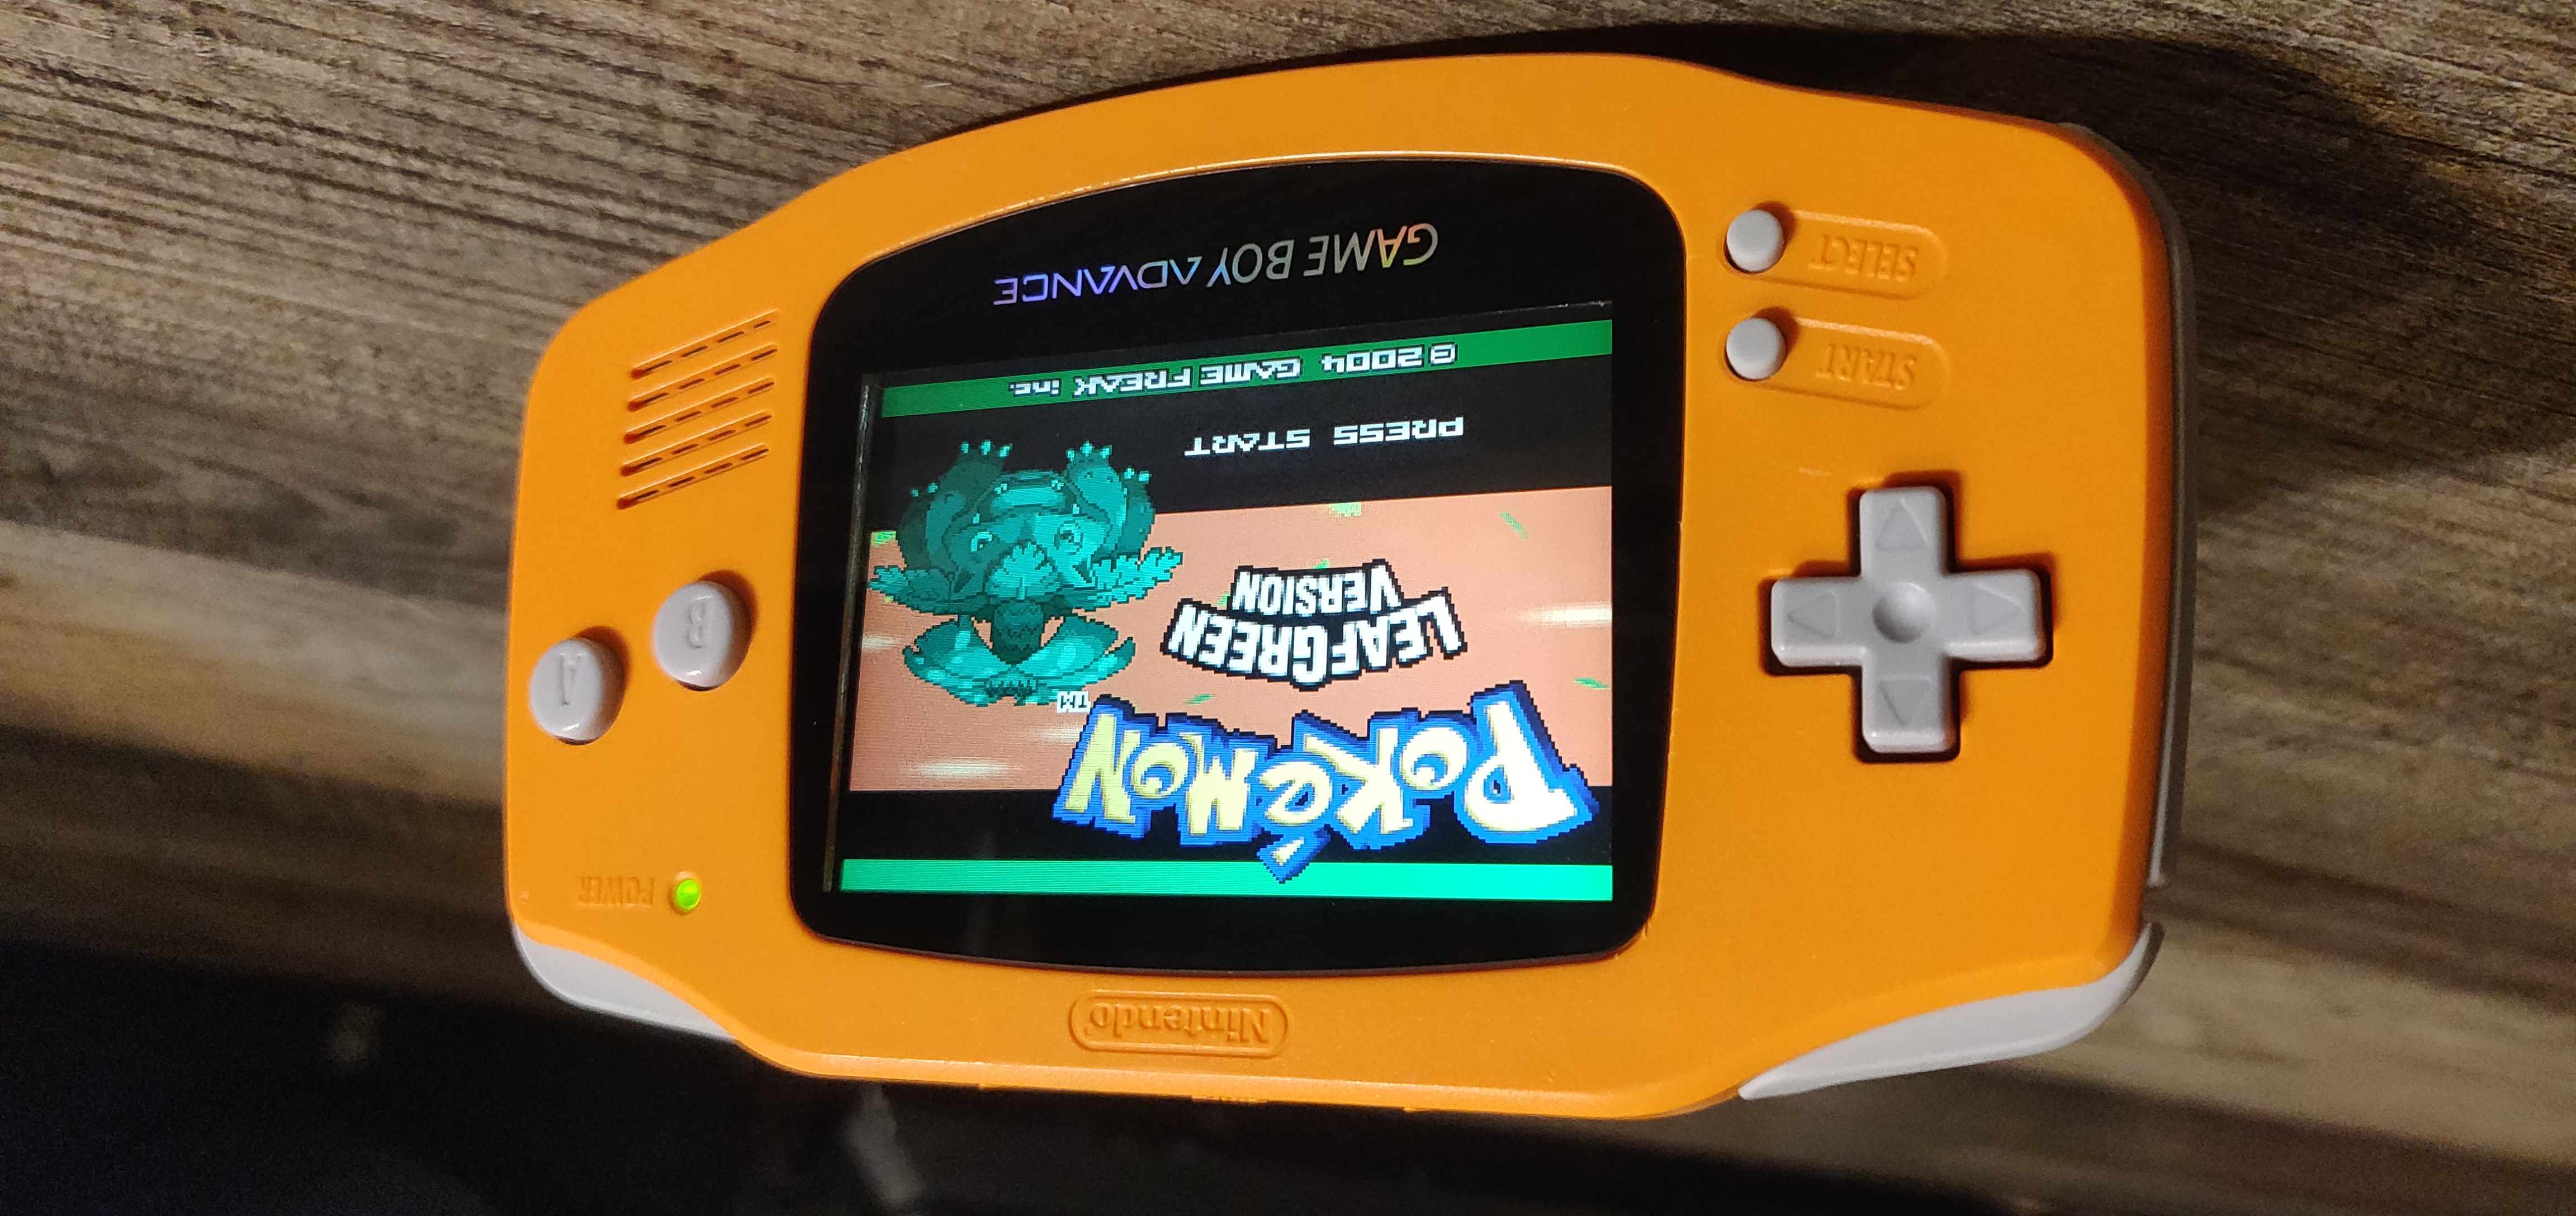 Nintendo
POWER
POKéMON
TM
LEAFGREEN
VERSION
A
B
PRESS START
START
© 2004 GAME FREAK inc.
SELECT
GAME BOY ADVANCE